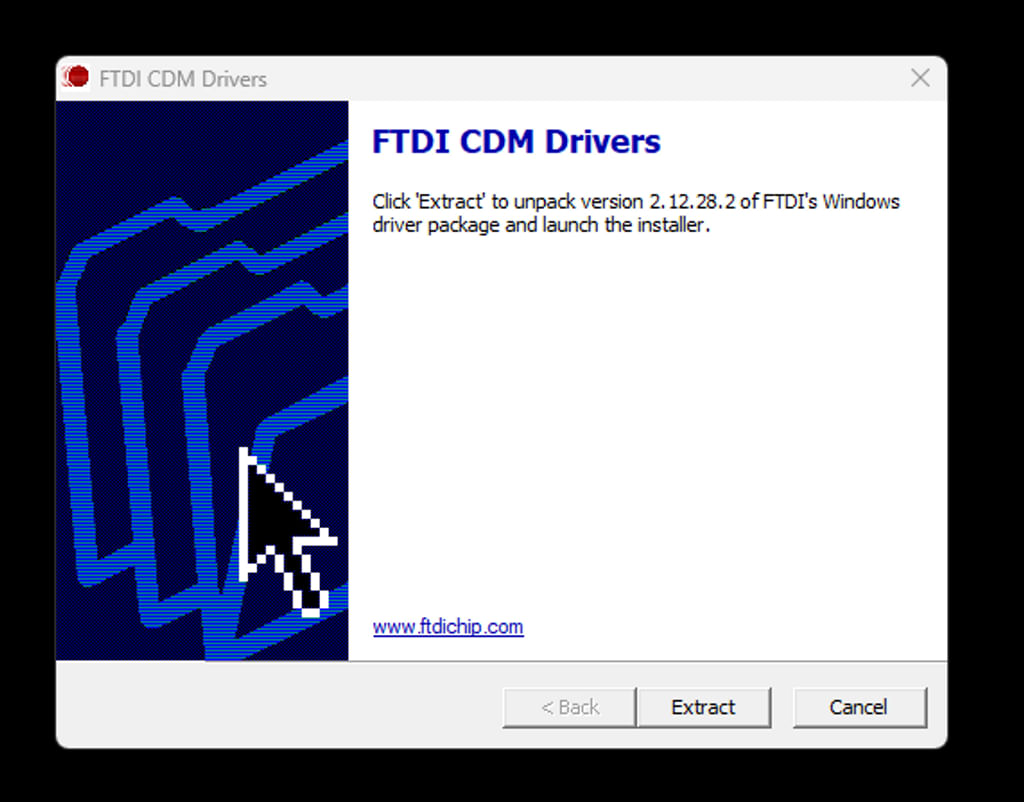 FTDI CDM Drivers
FTDI CDM Drivers
Click 'Extract' to unpack version 2.12.28.2 of FTDI's Windows
driver package and launch the installer.
www.ftdichip.com
< Back
Extract
Cancel